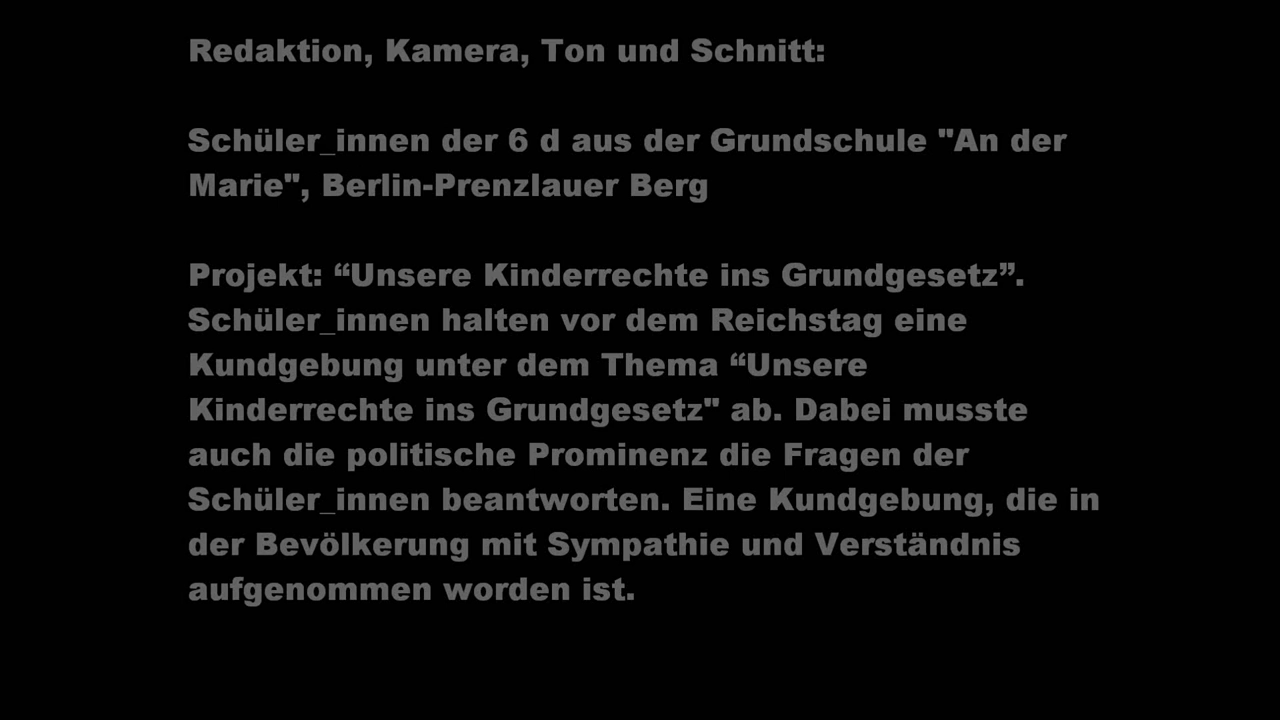 Redaktion, Kamera, Ton und Schnitt:
Schüler_innen der 6 d aus der Grundschule "An der
Marie", Berlin-Prenzlauer Berg
Projekt: “Unsere Kinderrechte ins Grundgesetz”.
Schüler_innen halten vor dem Reichstag eine
Kundgebung unter dem Thema “Unsere
Kinderrechte ins Grundgesetz" ab. Dabei musste
auch die politische Prominenz die Fragen der
Schüler_innen beantworten. Eine Kundgebung, die in
der Bevölkerung mit Sympathie und Verständnis
aufgenommen worden ist.